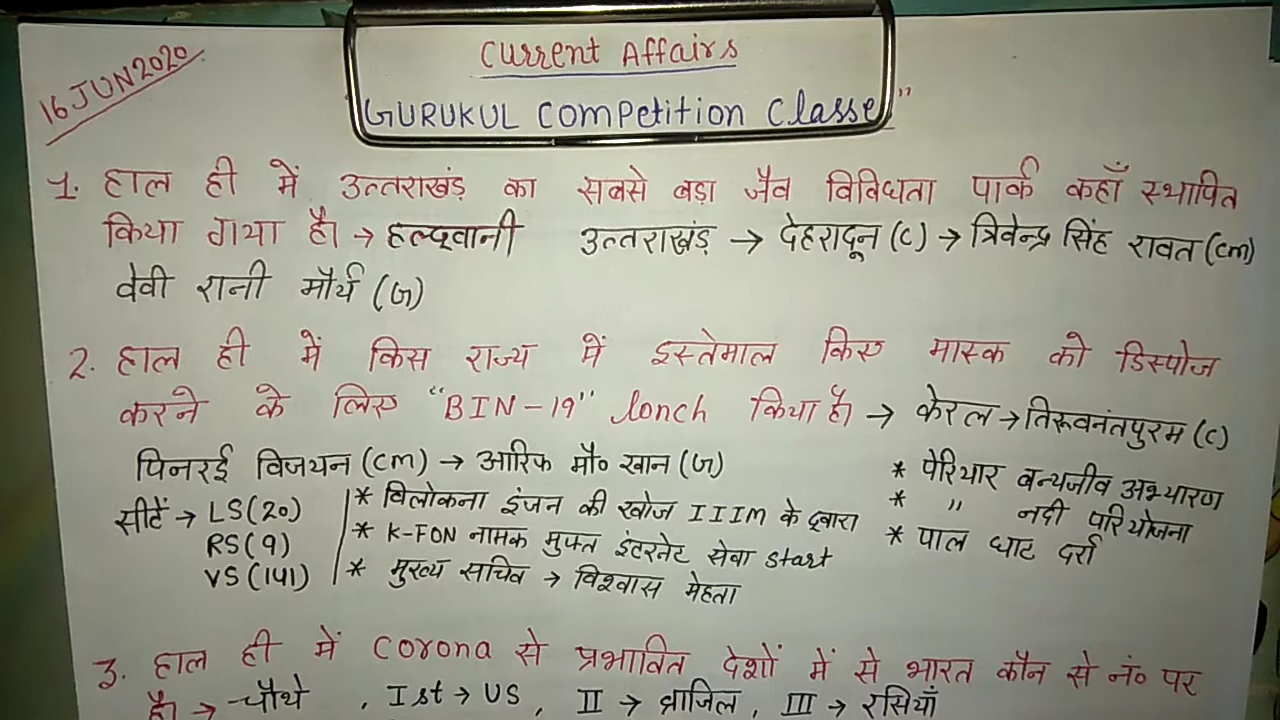 16 JUN 2020
Current Affairs
"GURUKUL Competition Classe"
1. हाल ही में उत्तराखंड़ का सबसे बड़ा जैव विविधता पार्क कहाँ स्थापित
किया गया है। → हल्द्वानी उत्तराखंड़ → देहरादून (C) → त्रिवेन्द्र सिंह रावत (cm)
वेवी रानी मौर्य (G)
2. हाल ही में किस राज्य में इस्तेमाल किए मास्क को डिस्पोज
करने के लिए "BIN-19" lonch किया है। → केरल → तिरूवनंतपुरम (C)
पिनरई विजयन (cm) → आरिफ मौ० खान (G)
* पेरियार वन्यजीव अभ्यारण
* " नदी परियोजना
* पाल घाट दर्रा
सीटें → LS (20)
RS (9)
VS (141)
* विलोकना इंजन की खोज IIIM के द्वारा
* K-FON नामक मुफ्त इंटरनेट सेवा start
* मुख्य सचिव → विश्वास मेहता
3. हाल ही में corona से प्रभावित देशों में से भारत कौन से नं० पर
है। → चौथे , Ist → US , II → ब्राजिल, III → रसियाँ